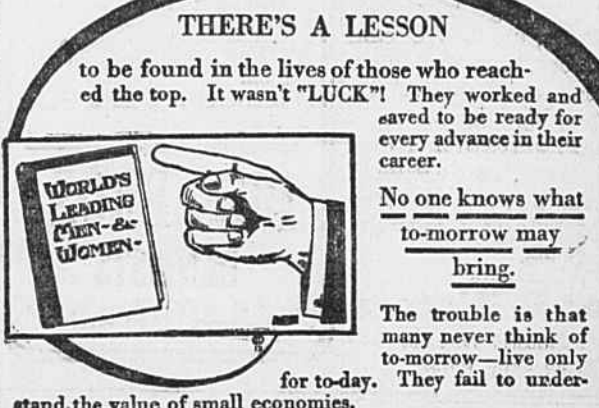 THERE'S A LESSON
to be found in the lives of those who reach-
ed the top. It wasn't "LUCK"! They worked and
saved to be ready for
every advance in their
career.
WORLD'S
LEADING
MEN-&-
WOMEN-
No one knows what
to-morrow may
bring.
The trouble is that
many never think of
to-morrow—live only
for to-day. They fail to under-
stand the value of small economies.